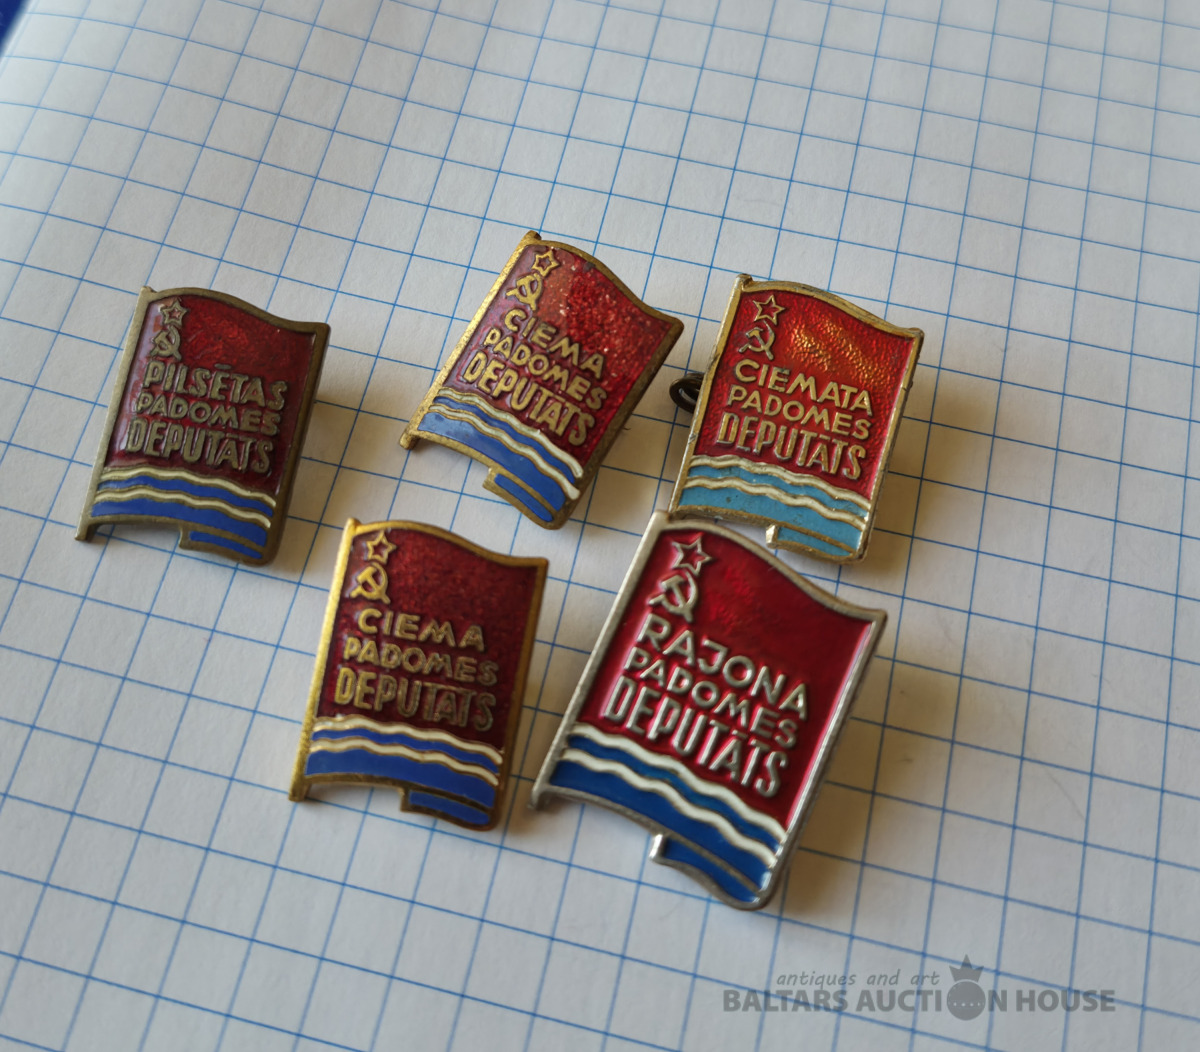 PILSĒTAS
PADOMES
DEPUTĀTS
CIEMA
PADOMES
DEPUTĀTS
CIEMATA
PADOMES
DEPUTĀTS
CIEMA
PADOMES
DEPUTĀTS
RAJONA
PADOMES
DEPUTĀTS
antiques and art
BALTARS AUCTION HOUSE